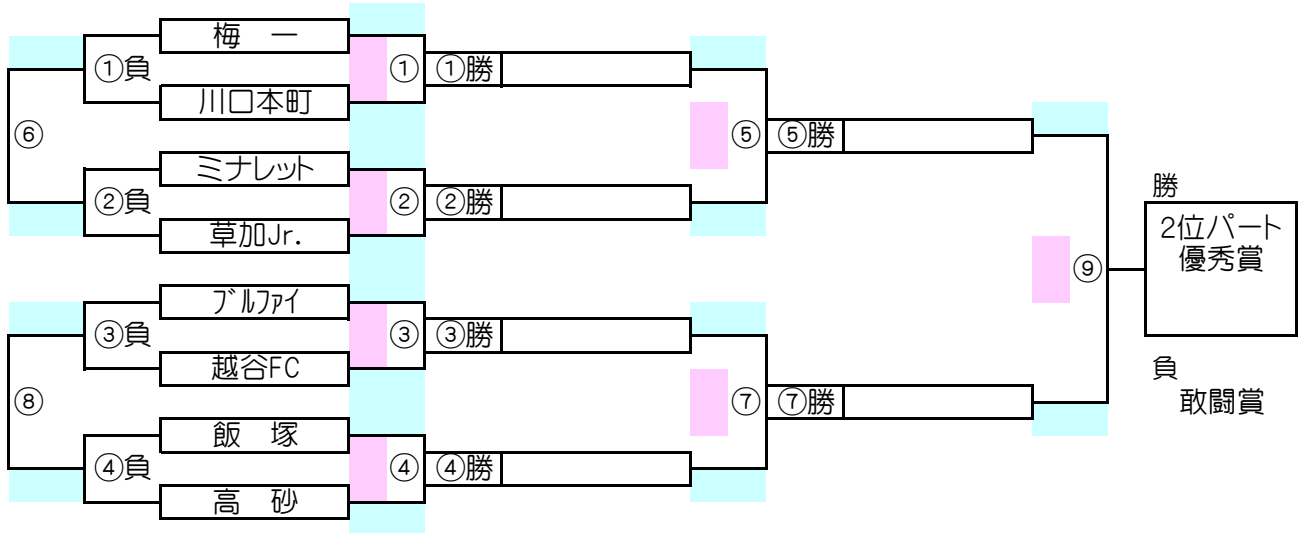 梅　一
①負
①
①勝
川口本町
⑥
⑤
⑤勝
ミナレット
②負
②
②勝
草加Jr.
勝
2位パート
優秀賞
⑨
ブルファイ
③負
③
③勝
越谷FC
負
敢闘賞
⑧
⑦
⑦勝
飯　塚
④負
④
④勝
高　砂